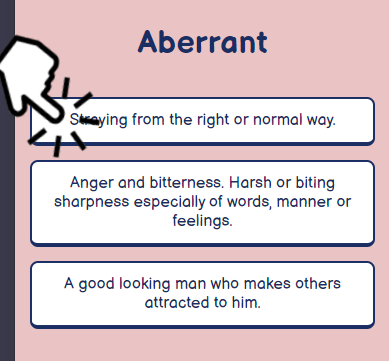 Aberrant
Straying from the right or normal way.
Anger and bitterness. Harsh or biting
sharpness especially of words, manner or
feelings.
A good looking man who makes others
attracted to him.